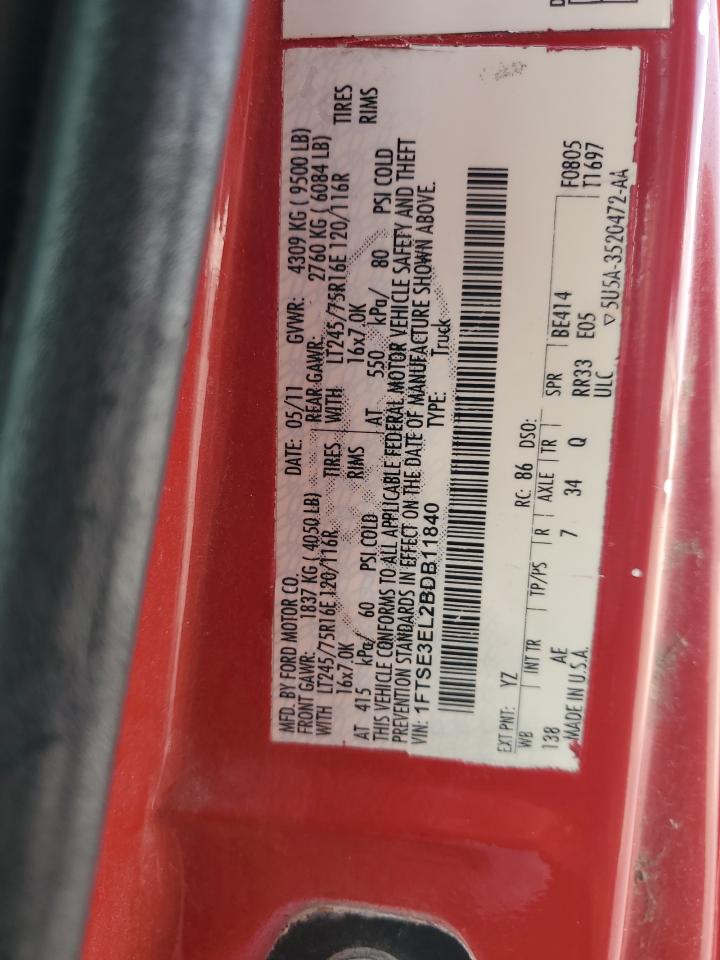 MFD. BY FORD MOTOR CO. DATE: 05/11 GVWR: 4309 KG ( 9500 LB)
FRONT GAWR: 1837 KG ( 4050 LB) REAR GAWR: 2760 KG (6084 LB)
WITH LT245/75R16E 120/116R TIRES WITH LT245/75R16E 120/116R TIRES
16x7.0K RIMS 16x7.0K RIMS
AT 415 kPa/ 60 PSI COLD AT 550 kPa/ 80 PSI COLD
THIS VEHICLE CONFORMS TO ALL APPLICABLE FEDERAL MOTOR VEHICLE SAFETY AND THEFT
PREVENTION STANDARDS IN EFFECT ON THE DATE OF MANUFACTURE SHOWN ABOVE.
VIN: 1FTSE3EL2BDB11840 TYPE: Truck
EXT PNT: YZ RC: 86 DSO: F0805
WB INT TR TP/PS R AXLE TR SPR BE414 T1697
138 AE 7 34 Q RR33 E05
MADE IN U.S.A. ULC ▽ 5U5A-3520472-AA